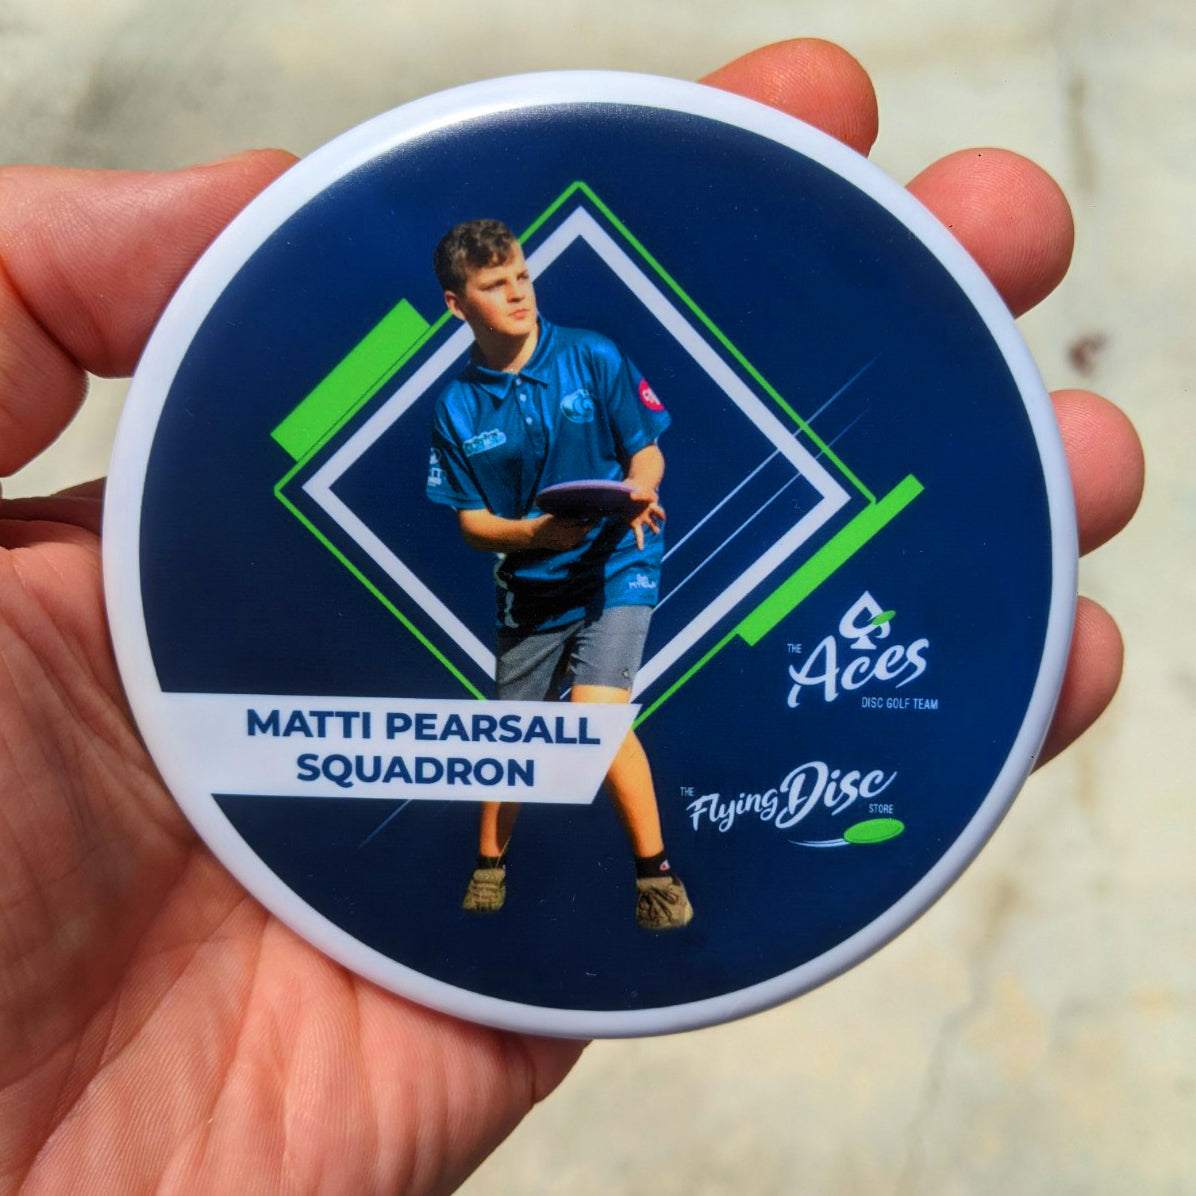 THE
Aces
DISC GOLF TEAM
MATTI PEARSALL
SQUADRON
THE
Flying Disc
STORE